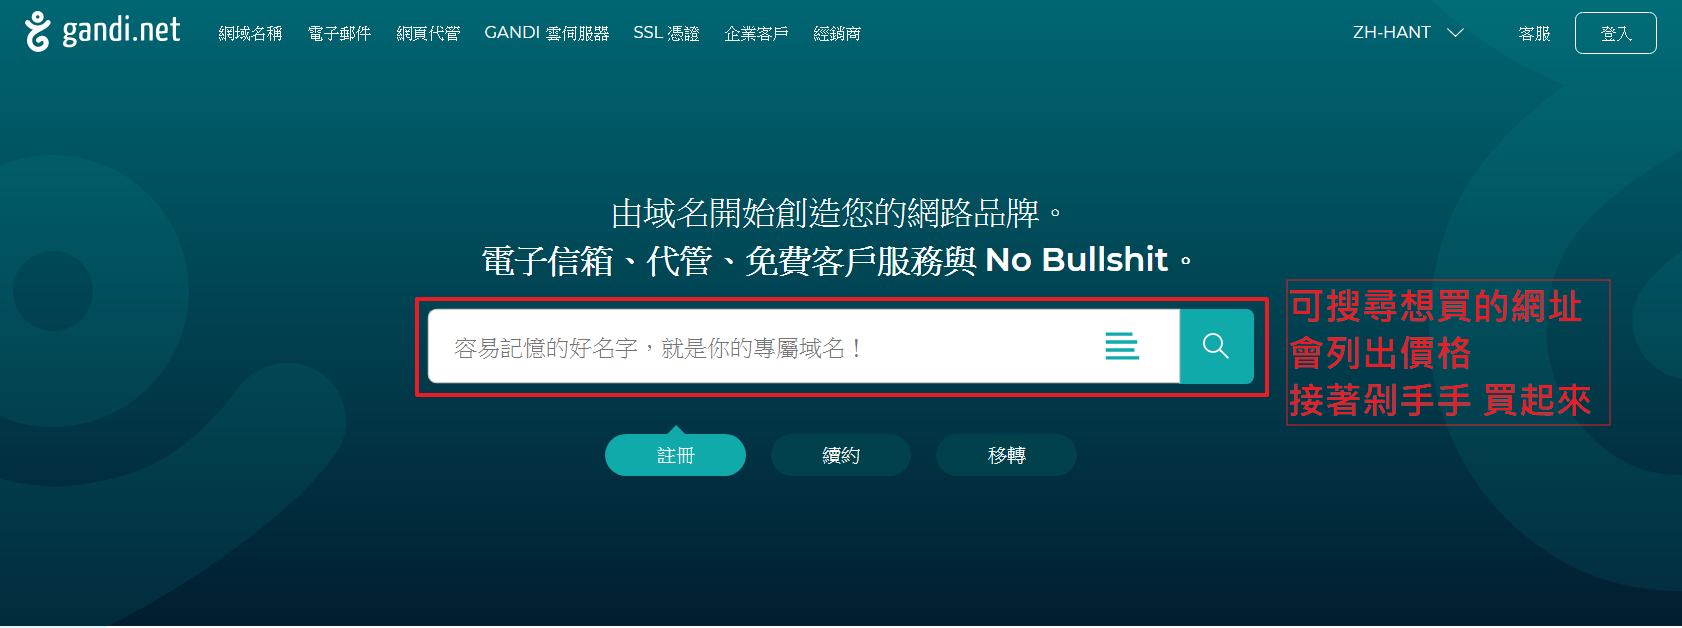 gandi.net
網域名稱 電子郵件 網頁代管 GANDI 雲伺服器 SSL 憑證 企業客戶 經銷商
ZH-HANT 客服 登入
由域名開始創造您的網路品牌。
電子信箱、代管、免費客戶服務與 No Bullshit。
容易記憶的好名字，就是你的專屬域名！
可搜尋想買的網址
會列出價格
接著剁手手 買起來
註冊 續約 移轉